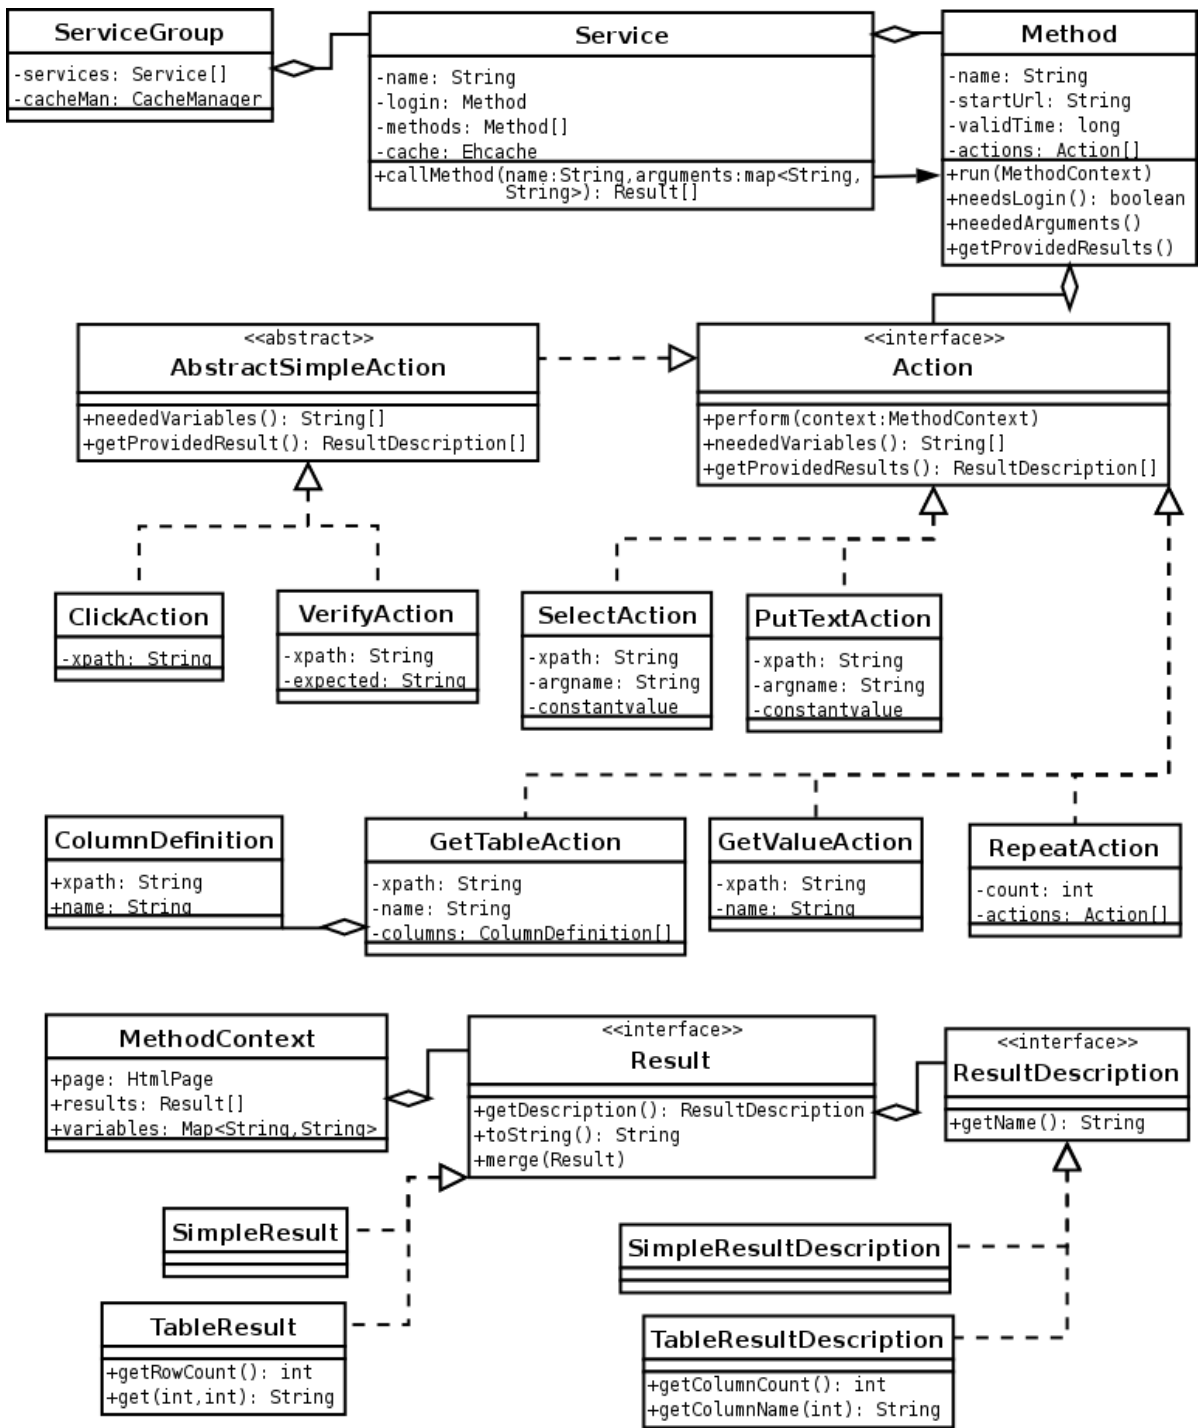 ServiceGroup
-services: Service[]
-cacheMan: CacheManager
Service
-name: String
-login: Method
-methods: Method[]
-cache: Ehcache
+callMethod(name:String,arguments:map<String,
String>): Result[]
Method
-name: String
-startUrl: String
-validTime: long
-actions: Action[]
+run(MethodContext)
+needsLogin(): boolean
+neededArguments()
+getProvidedResults()
<<abstract>>
AbstractSimpleAction
+neededVariables(): String[]
+getProvidedResult(): ResultDescription[]
<<interface>>
Action
+perform(context:MethodContext)
+neededVariables(): String[]
+getProvidedResults(): ResultDescription[]
ClickAction
-xpath: String
VerifyAction
-xpath: String
-expected: String
SelectAction
-xpath: String
-argname: String
-constantvalue
PutTextAction
-xpath: String
-argname: String
-constantvalue
ColumnDefinition
+xpath: String
+name: String
GetTableAction
-xpath: String
-name: String
-columns: ColumnDefinition[]
GetValueAction
-xpath: String
-name: String
RepeatAction
-count: int
-actions: Action[]
MethodContext
+page: HtmlPage
+results: Result[]
+variables: Map<String,String>
<<interface>>
Result
+getDescription(): ResultDescription
+toString(): String
+merge(Result)
<<interface>>
ResultDescription
+getName(): String
SimpleResult
TableResult
+getRowCount(): int
+get(int,int): String
SimpleResultDescription
TableResultDescription
+getColumnCount(): int
+getColumnName(int): String